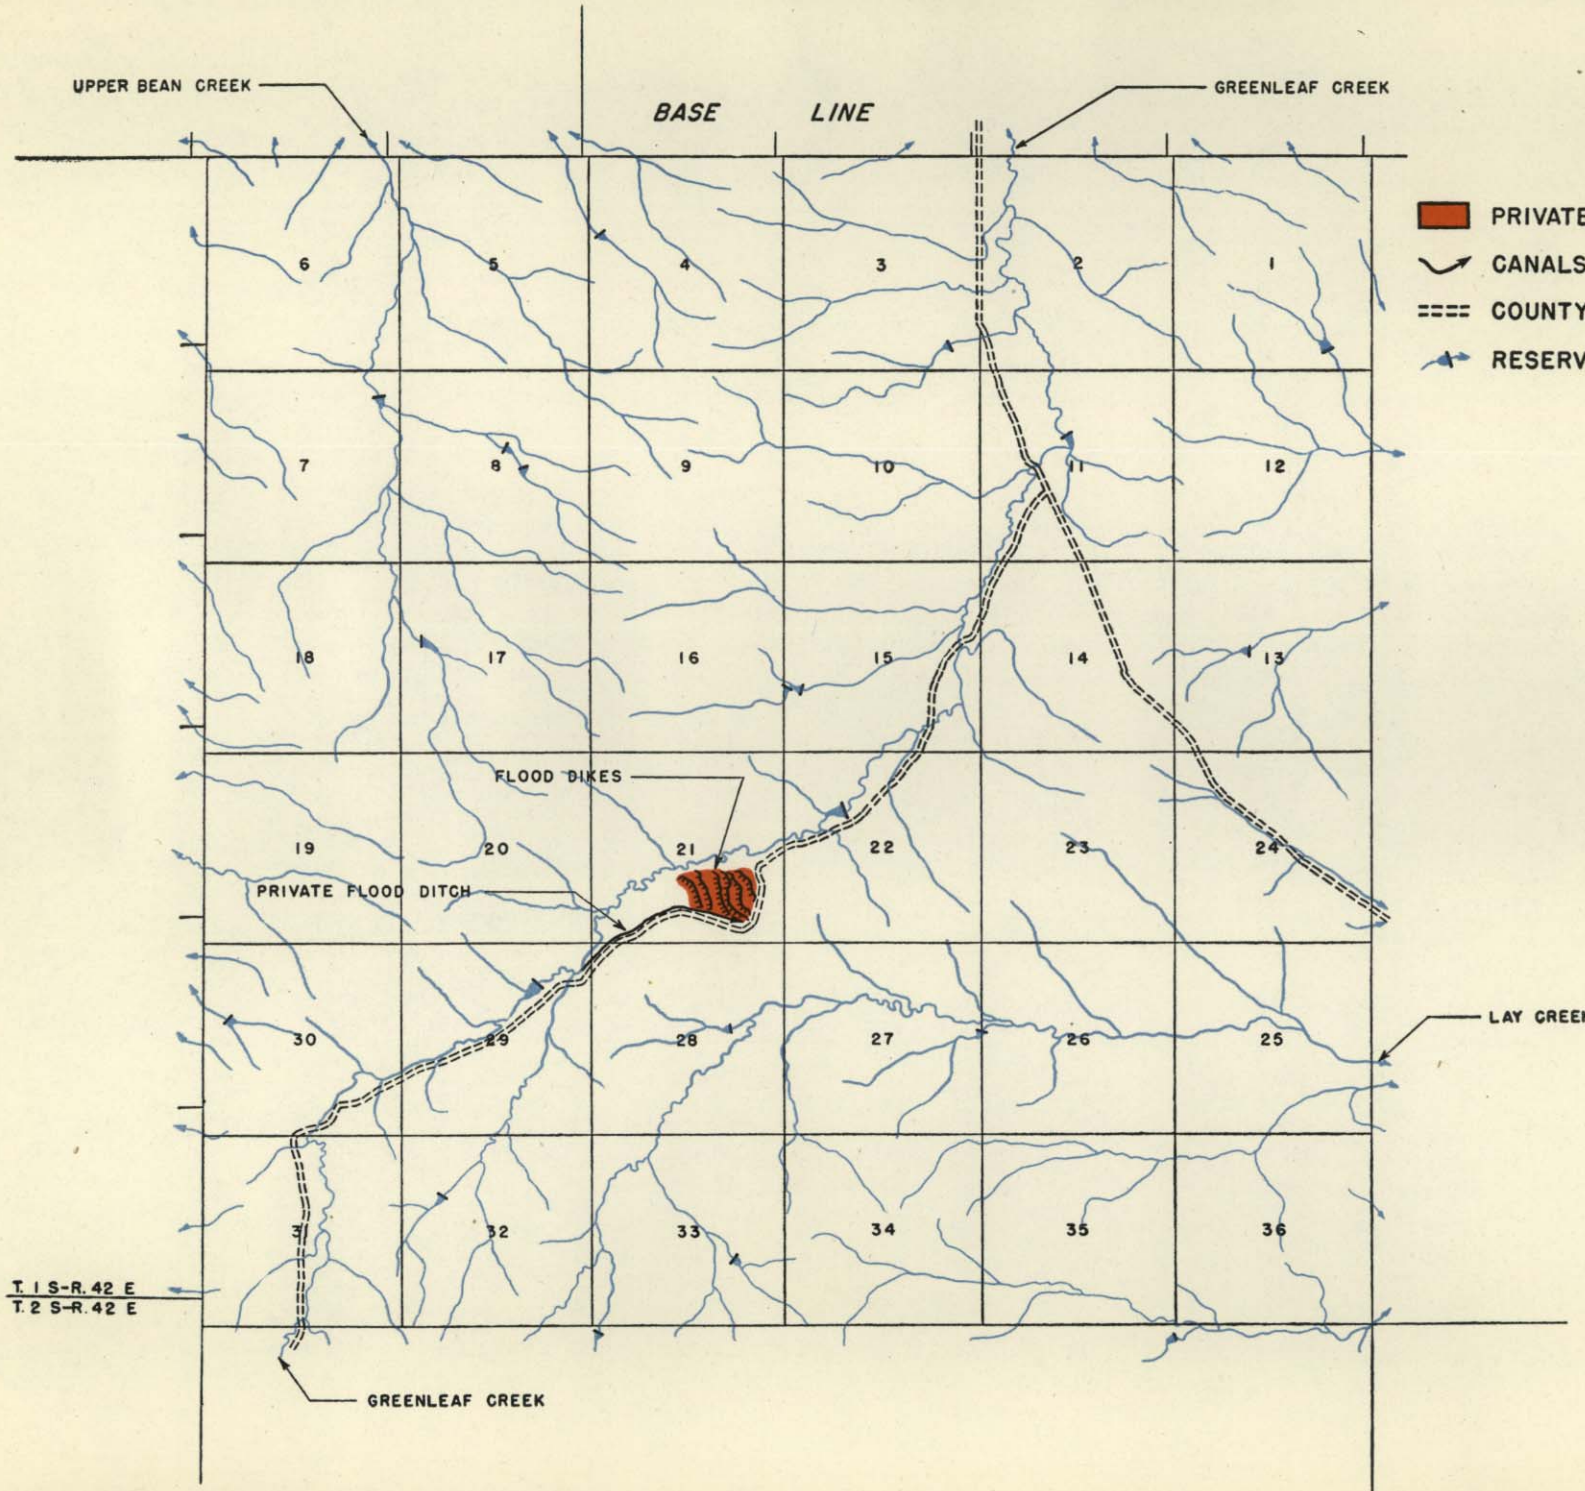 UPPER BEAN CREEK
GREENLEAF CREEK
BASE LINE
PRIVATE
CANALS
COUNTY
RESERV
6 5 4 3 2 1
7 8 9 10 11 12
18 17 16 15 14 13
FLOOD DIKES
19 20 21 22 23 24
PRIVATE FLOOD DITCH
LAY CREEK
30 29 28 27 26 25
31 32 33 34 35 36
T. 1 S-R. 42 E
T. 2 S-R. 42 E
GREENLEAF CREEK